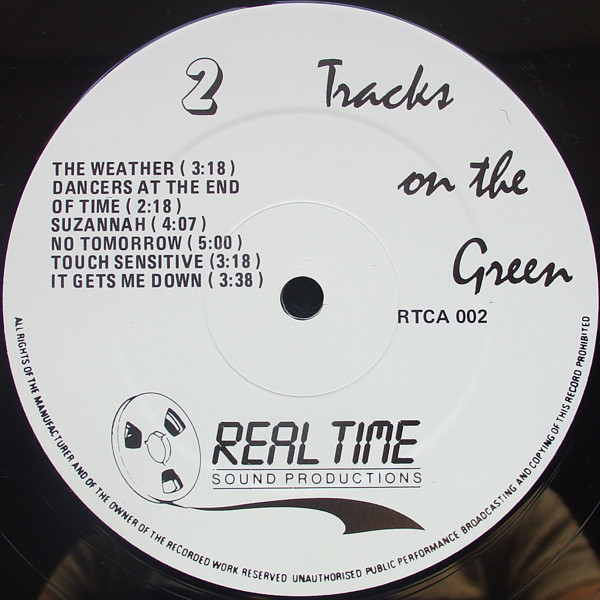 2
Tracks
on the
Green
THE WEATHER ( 3:18 )
DANCERS AT THE END
OF TIME ( 2:18 )
SUZANNAH ( 4:07 )
NO TOMORROW ( 5:00 )
TOUCH SENSITIVE (3:18 )
IT GETS ME DOWN ( 3:38 )
RTCA 002
REAL TIME
SOUND PRODUCTIONS
ALL RIGHTS OF THE MANUFACTURER AND OF THE OWNER OF THE RECORDED WORK RESERVED UNAUTHORISED PUBLIC PERFORMANCE BROADCASTING AND COPYING OF THIS RECORD PROHIBITED